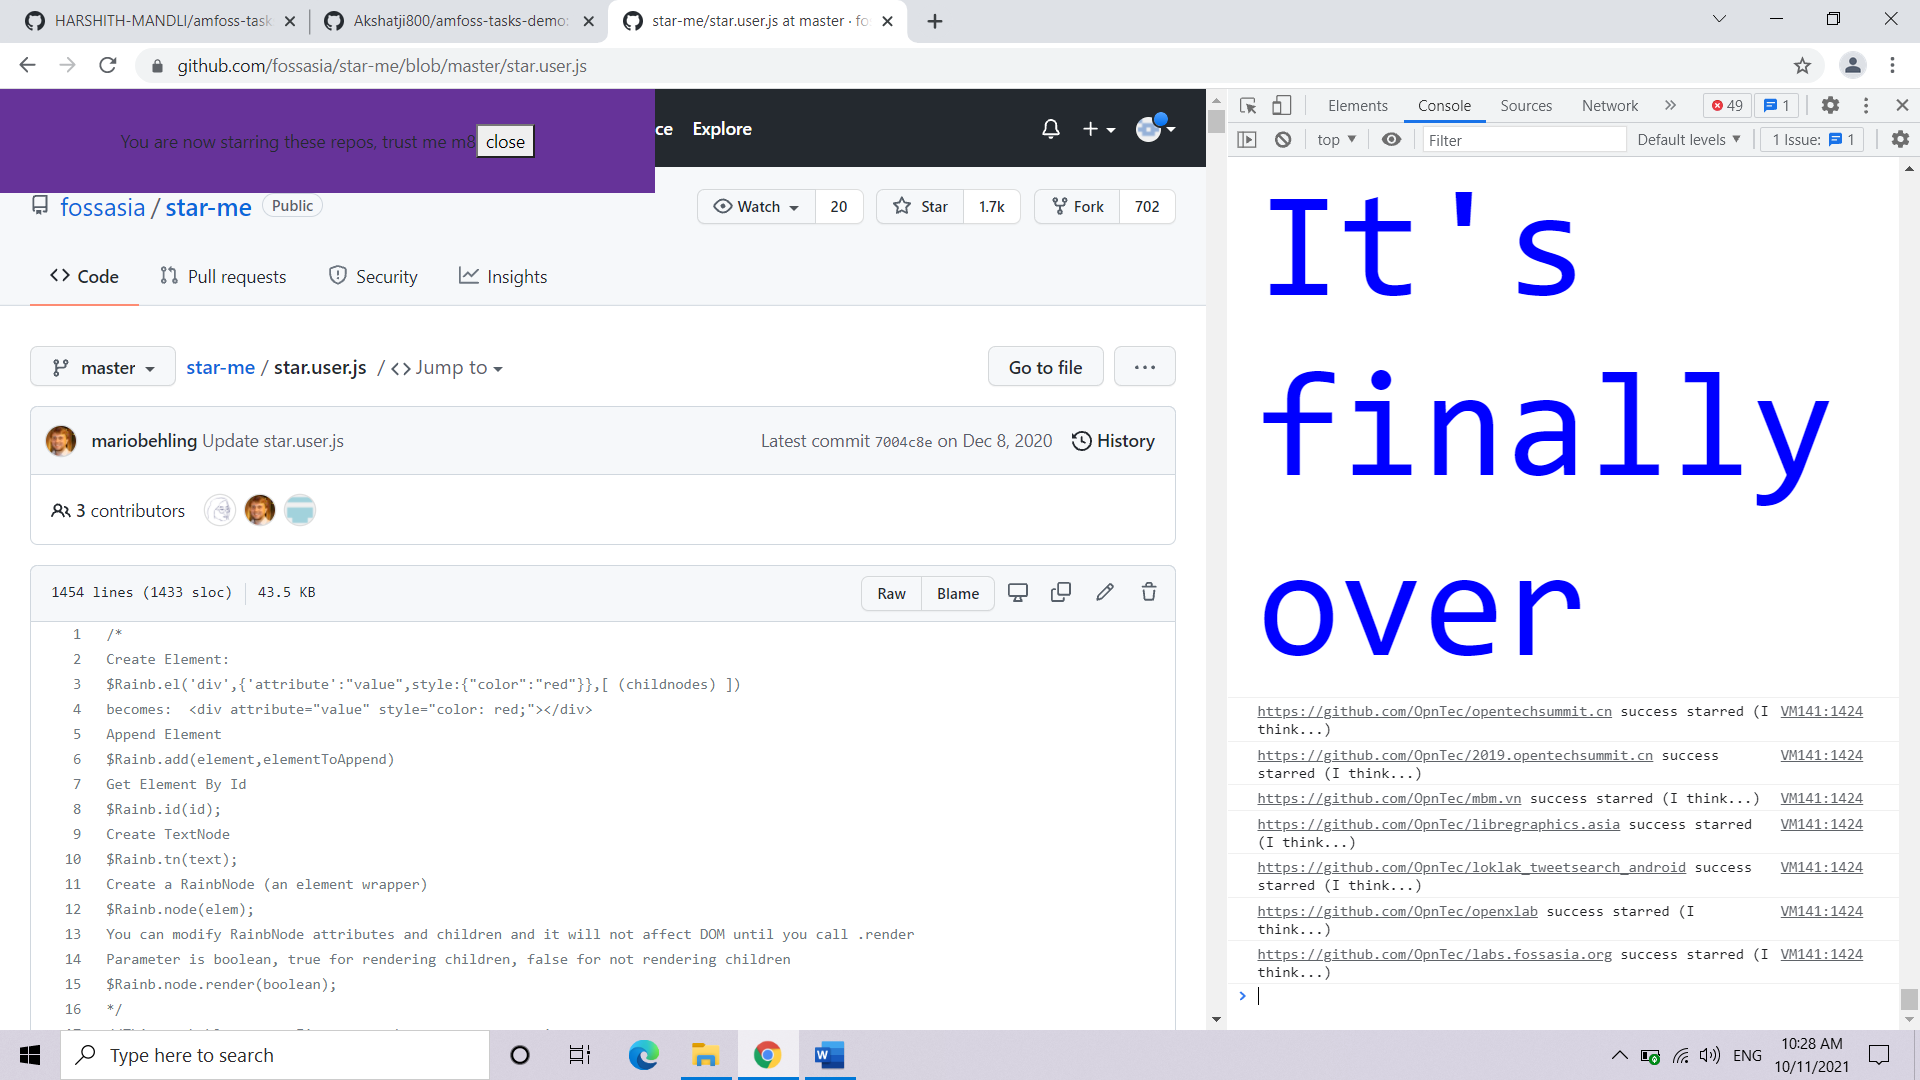 HARSHITH-MANDLI/amfoss-task
Akshatji800/amfoss-tasks-demo:
star-me/star.user.js at master · fo
github.com/fossasia/star-me/blob/master/star.user.js
You are now starring these repos, trust me m8 close
ce Explore
fossasia / star-me Public
Watch 20 Star 1.7k Fork 702
Code Pull requests Security Insights
master star-me / star.user.js / Jump to Go to file ...
mariobehling Update star.user.js Latest commit 7004c8e on Dec 8, 2020 History
3 contributors
1454 lines (1433 sloc) 43.5 KB Raw Blame
1 /*
2 Create Element:
3 $Rainb.el('div',{'attribute':"value",style:{"color":"red"}},[ (childnodes) ])
4 becomes: <div attribute="value" style="color: red;"></div>
5 Append Element
6 $Rainb.add(element,elementToAppend)
7 Get Element By Id
8 $Rainb.id(id);
9 Create TextNode
10 $Rainb.tn(text);
11 Create a RainbNode (an element wrapper)
12 $Rainb.node(elem);
13 You can modify RainbNode attributes and children and it will not affect DOM until you call .render
14 Parameter is boolean, true for rendering children, false for not rendering children
15 $Rainb.node.render(boolean);
16 */
Elements Console Sources Network 49 1
top Filter Default levels 1 Issue: 1
It's
finally
over
https://github.com/OpnTec/opentechsummit.cn success starred (I VM141:1424
think...)
https://github.com/OpnTec/2019.opentechsummit.cn success VM141:1424
starred (I think...)
https://github.com/OpnTec/mbm.vn success starred (I think...) VM141:1424
https://github.com/OpnTec/libregraphics.asia success starred VM141:1424
(I think...)
https://github.com/OpnTec/loklak_tweetsearch_android success VM141:1424
starred (I think...)
https://github.com/OpnTec/openxlab success starred (I VM141:1424
think...)
https://github.com/OpnTec/labs.fossasia.org success starred (I VM141:1424
think...)
>
Type here to search
ENG
10:28 AM
10/11/2021